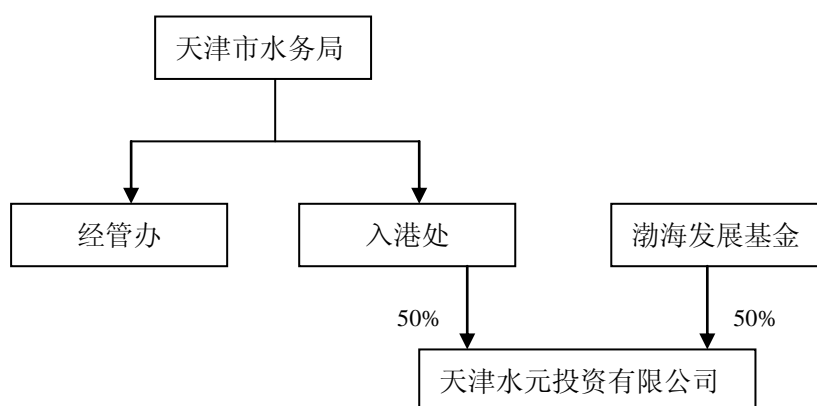 天津市水务局
经管办
入港处
渤海发展基金
50%
50%
天津水元投资有限公司